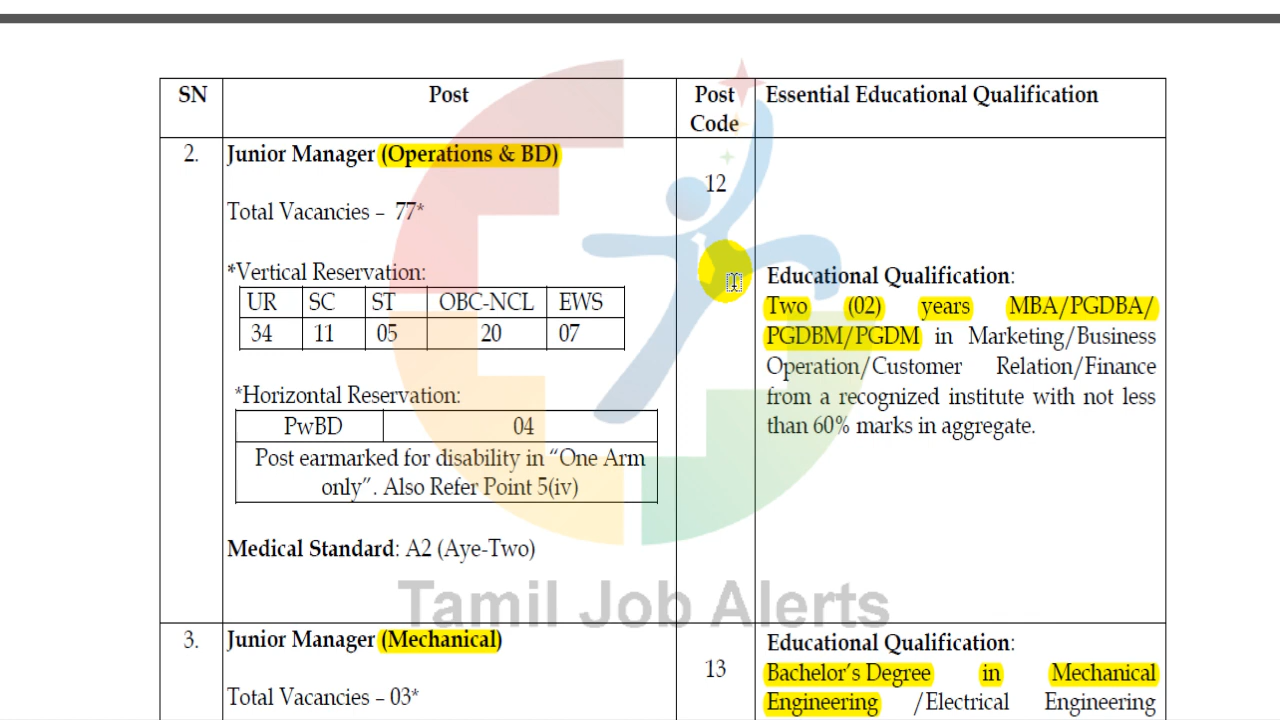 SN Post Post Code Essential Educational Qualification
2. Junior Manager (Operations & BD)
12
Total Vacancies – 77*
*Vertical Reservation:
UR SC ST OBC-NCL EWS
34 11 05 20 07
*Horizontal Reservation:
PwBD 04
Post earmarked for disability in “One Arm
only”. Also Refer Point 5(iv)
Medical Standard: A2 (Aye-Two)
Educational Qualification:
Two (02) years MBA/PGDBA/
PGDBM/PGDM in Marketing/Business
Operation/Customer Relation/Finance
from a recognized institute with not less
than 60% marks in aggregate.
Tamil Job Alerts
3. Junior Manager (Mechanical)
Total Vacancies – 03*
13
Educational Qualification:
Bachelor’s Degree in Mechanical
Engineering /Electrical Engineering